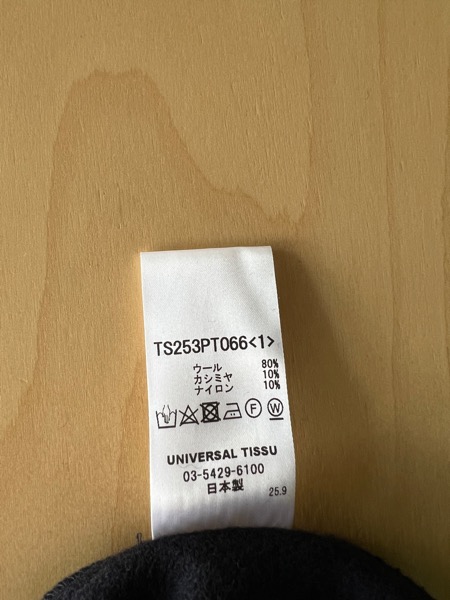 TS253PT066<1>
ウール 80%
カシミヤ 10%
ナイロン 10%
F W
UNIVERSAL TISSU
03-5429-6100
日本製
25.9